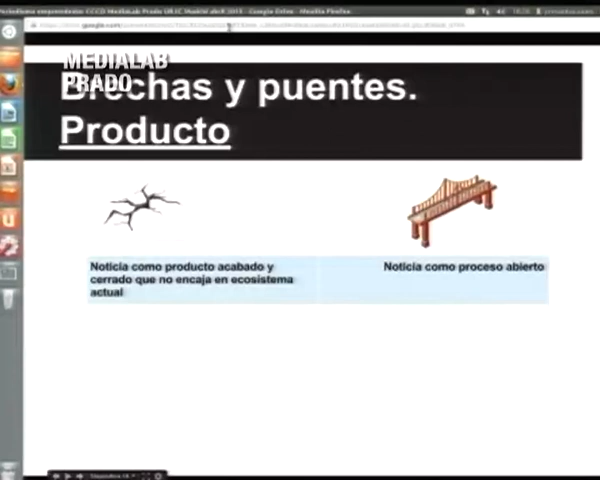 MEDIALAB
PRADO
Brechas y puentes.
Producto
Noticia como producto acabado y
cerrado que no encaja en ecosistema
actual
Noticia como proceso abierto